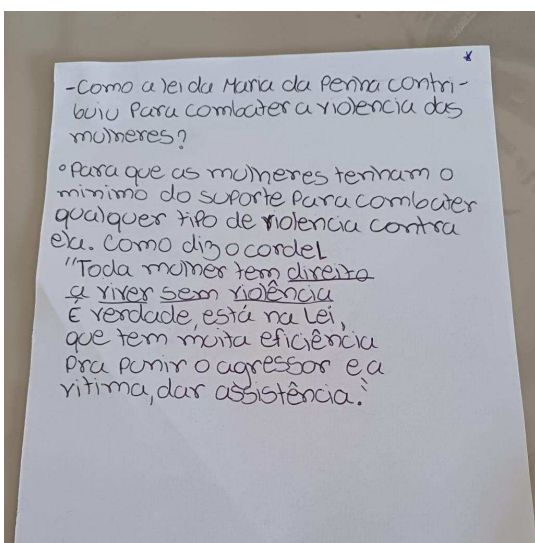 -Como a lei da Maria da Penha contri-
buiu para combater a violencia das
mulheres?
°Para que as mulheres tenham o
minimo do suporte para combater
qualquer tipo de violencia contra
ela. Como diz o cordel
"Toda mulher tem direito
a viver sem violência
É verdade, está na Lei,
que tem muita eficiência
pra punir o agressor e a
vitima, dar assistência."